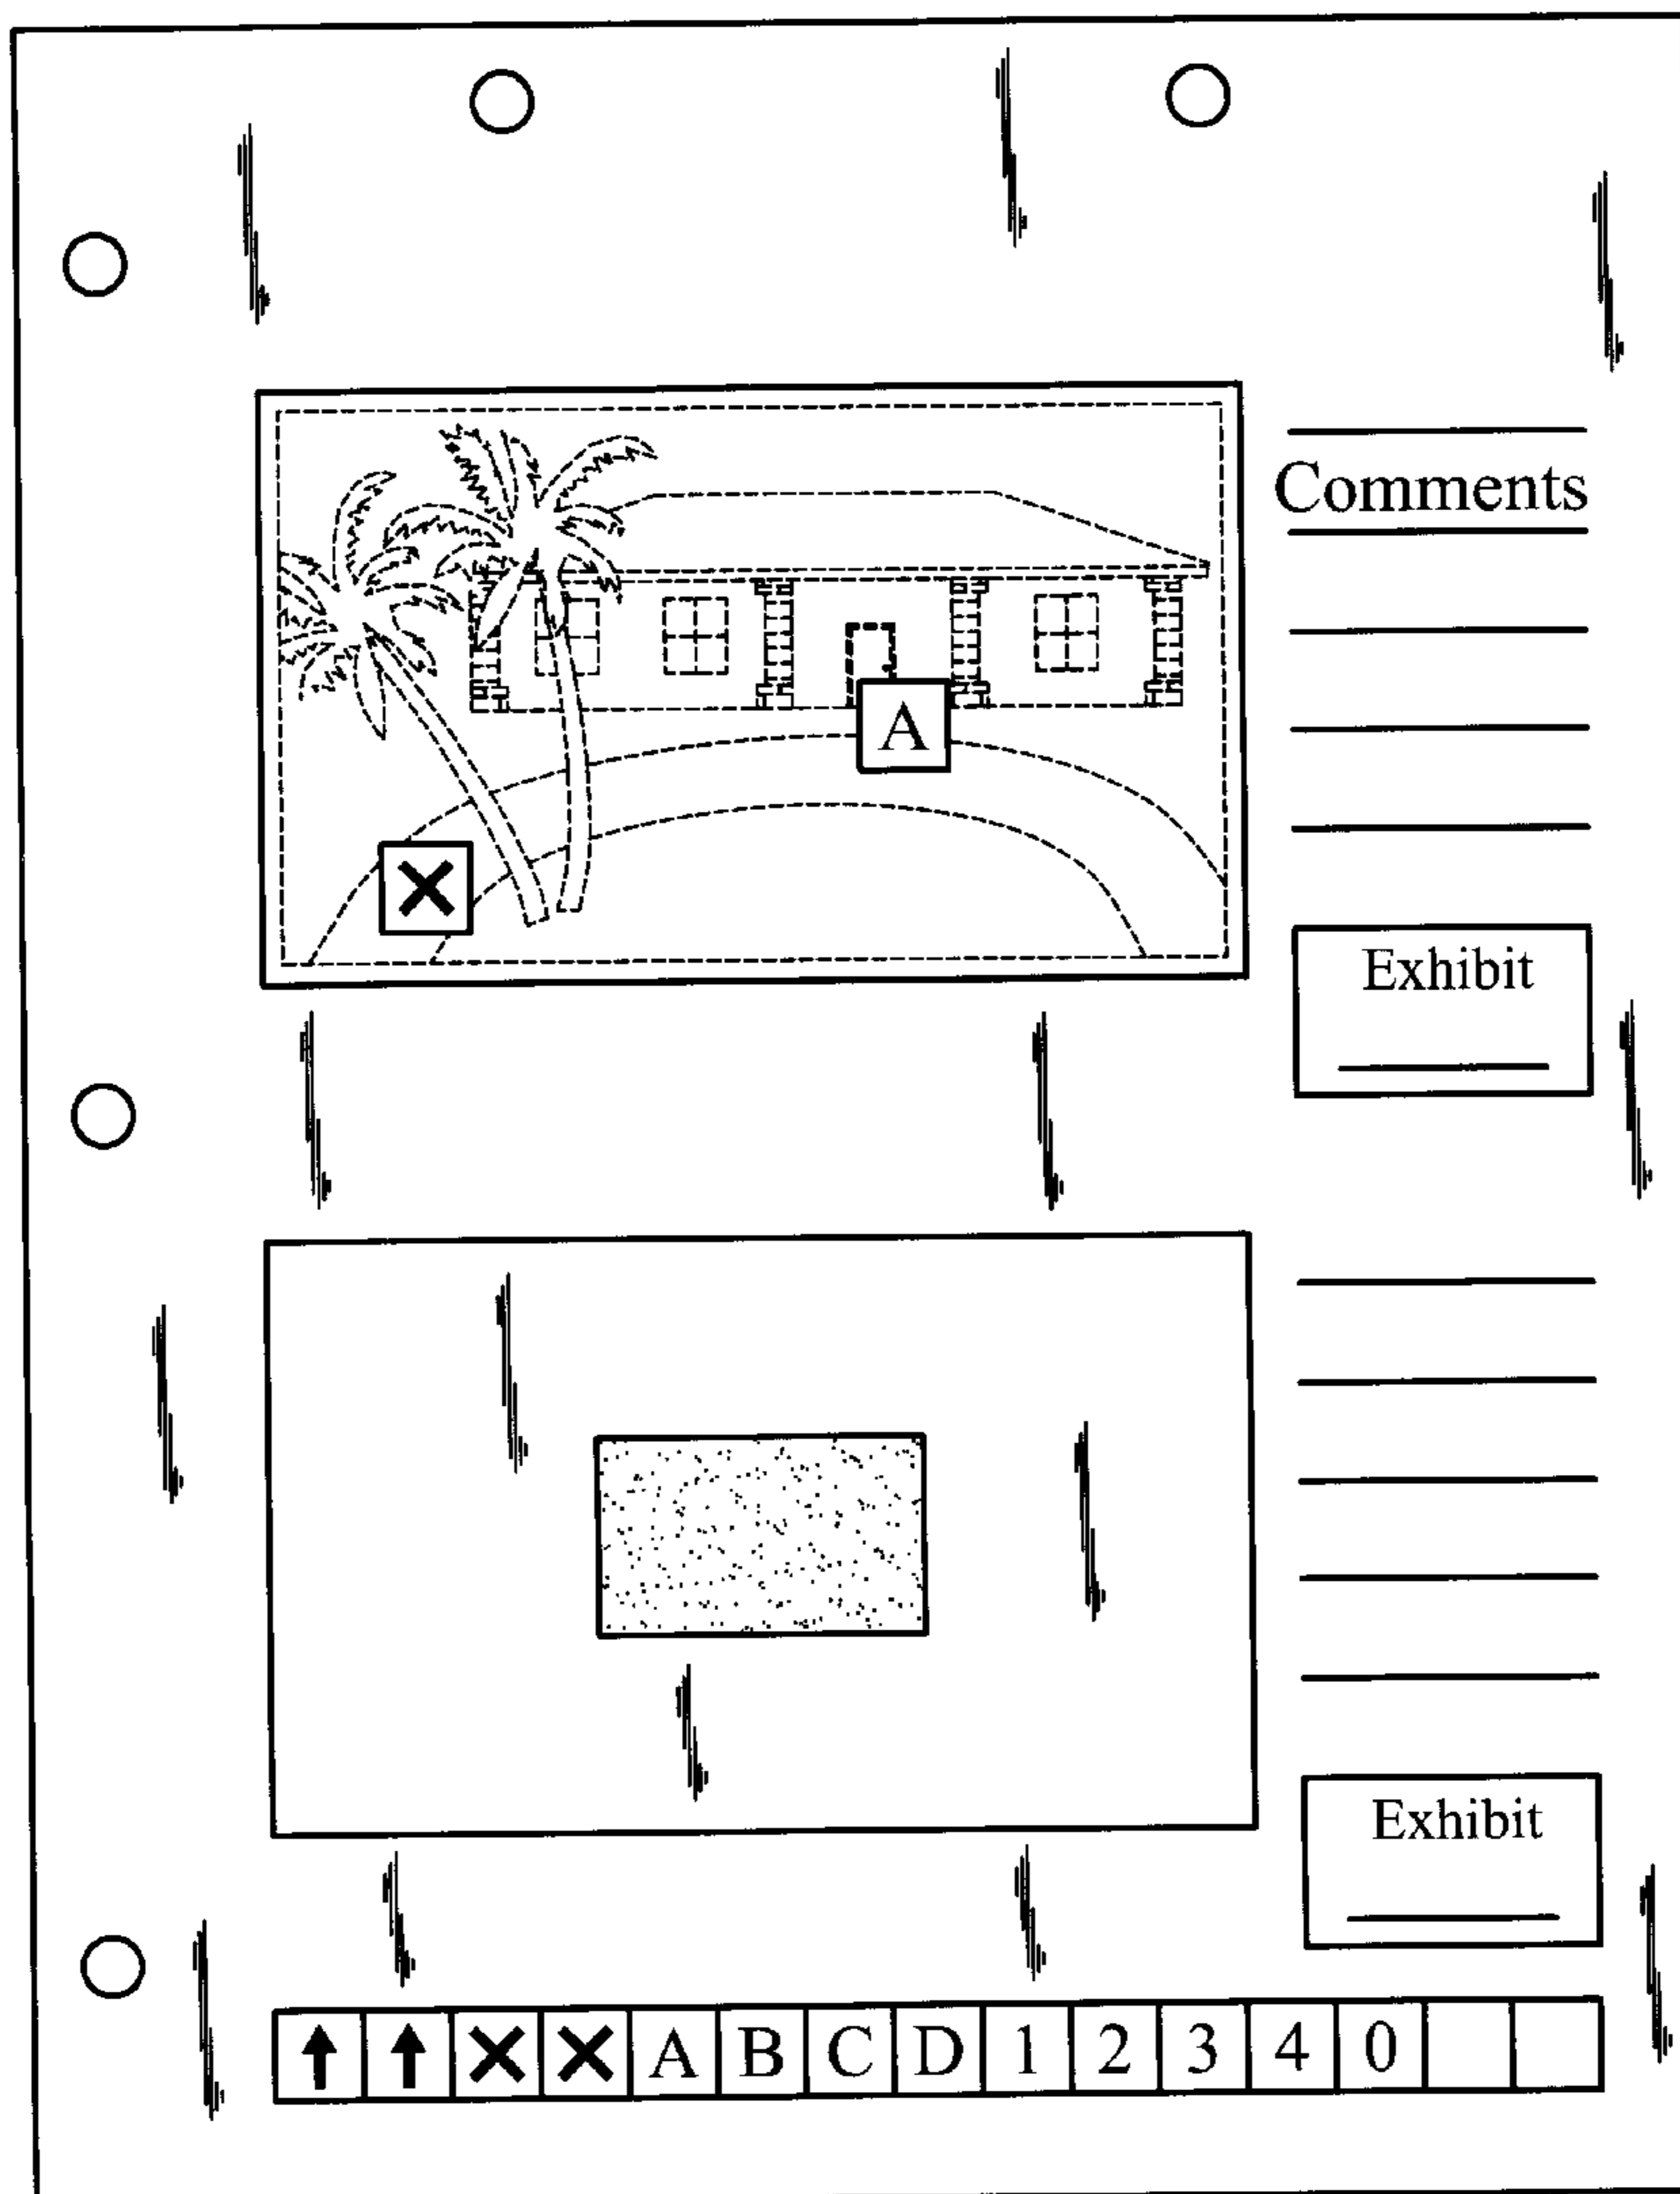 Comments
A
X
Exhibit
Exhibit
↑ ↑ X X A B C D 1 2 3 4 0